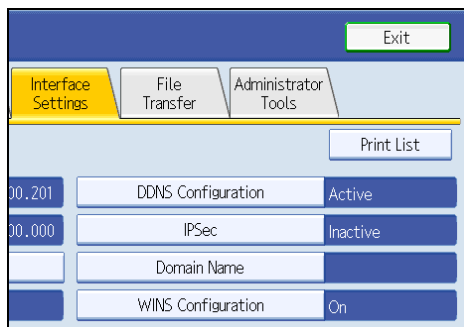 Exit
Interface Settings
File Transfer
Administrator Tools
Print List
00.201
DDNS Configuration
Active
00.000
IPSec
Inactive
Domain Name
WINS Configuration
On